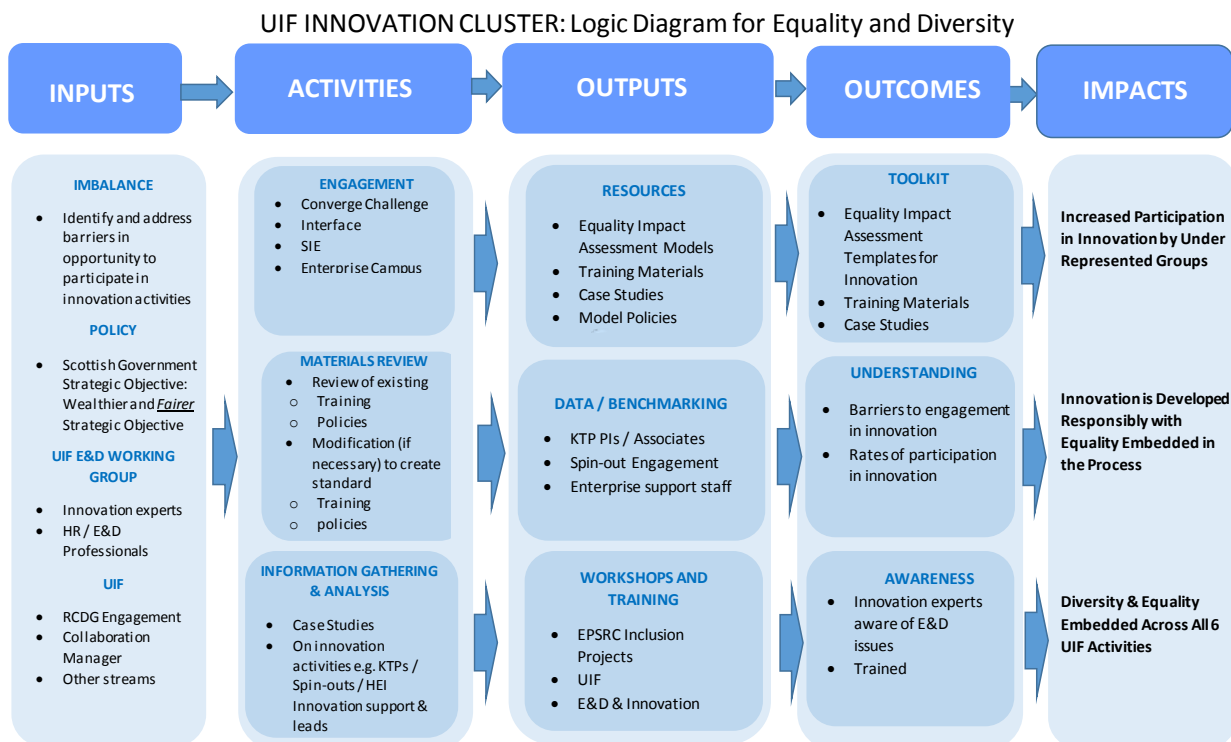 UIF INNOVATION CLUSTER: Logic Diagram for Equality and Diversity
INPUTS
ACTIVITIES
OUTPUTS
OUTCOMES
IMPACTS
IMBALANCE
• Identify and address
barriers in
opportunity to
participate in
innovation activities
POLICY
• Scottish Government
Strategic Objective:
Wealthier and Fairer
Strategic Objective
UIF E&D WORKING
GROUP
• Innovation experts
• HR / E&D
Professionals
UIF
• RCDG Engagement
• Collaboration
Manager
• Other streams
ENGAGEMENT
• Converge Challenge
• Interface
• SIE
• Enterprise Campus
MATERIALS REVIEW
• Review of existing
o Training
o Policies
• Modification (if
necessary) to create
standard
o Training
o policies
INFORMATION GATHERING
& ANALYSIS
• Case Studies
• On innovation
activities e.g. KTPs /
Spin-outs / HEI
Innovation support &
leads
RESOURCES
• Equality Impact
Assessment Models
• Training Materials
• Case Studies
• Model Policies
DATA / BENCHMARKING
• KTP PIs / Associates
• Spin-out Engagement
• Enterprise support staff
WORKSHOPS AND
TRAINING
• EPSRC Inclusion
Projects
• UIF
• E&D & Innovation
TOOLKIT
• Equality Impact
Assessment
Templates for
Innovation
• Training Materials
• Case Studies
UNDERSTANDING
• Barriers to engagement
in innovation
• Rates of participation
in innovation
AWARENESS
• Innovation experts
aware of E&D
issues
• Trained
Increased Participation
in Innovation by Under
Represented Groups
Innovation is Developed
Responsibly with
Equality Embedded in
the Process
Diversity & Equality
Embedded Across All 6
UIF Activities